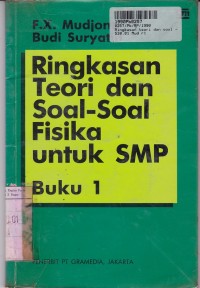 F.X. Mudjon
Budi Suryat
Ringkasan
Teori dan
Soal-Soal
Fisika
untuk SMP
Buku 1
PENERBIT PT GRAMEDIA, JAKARTA